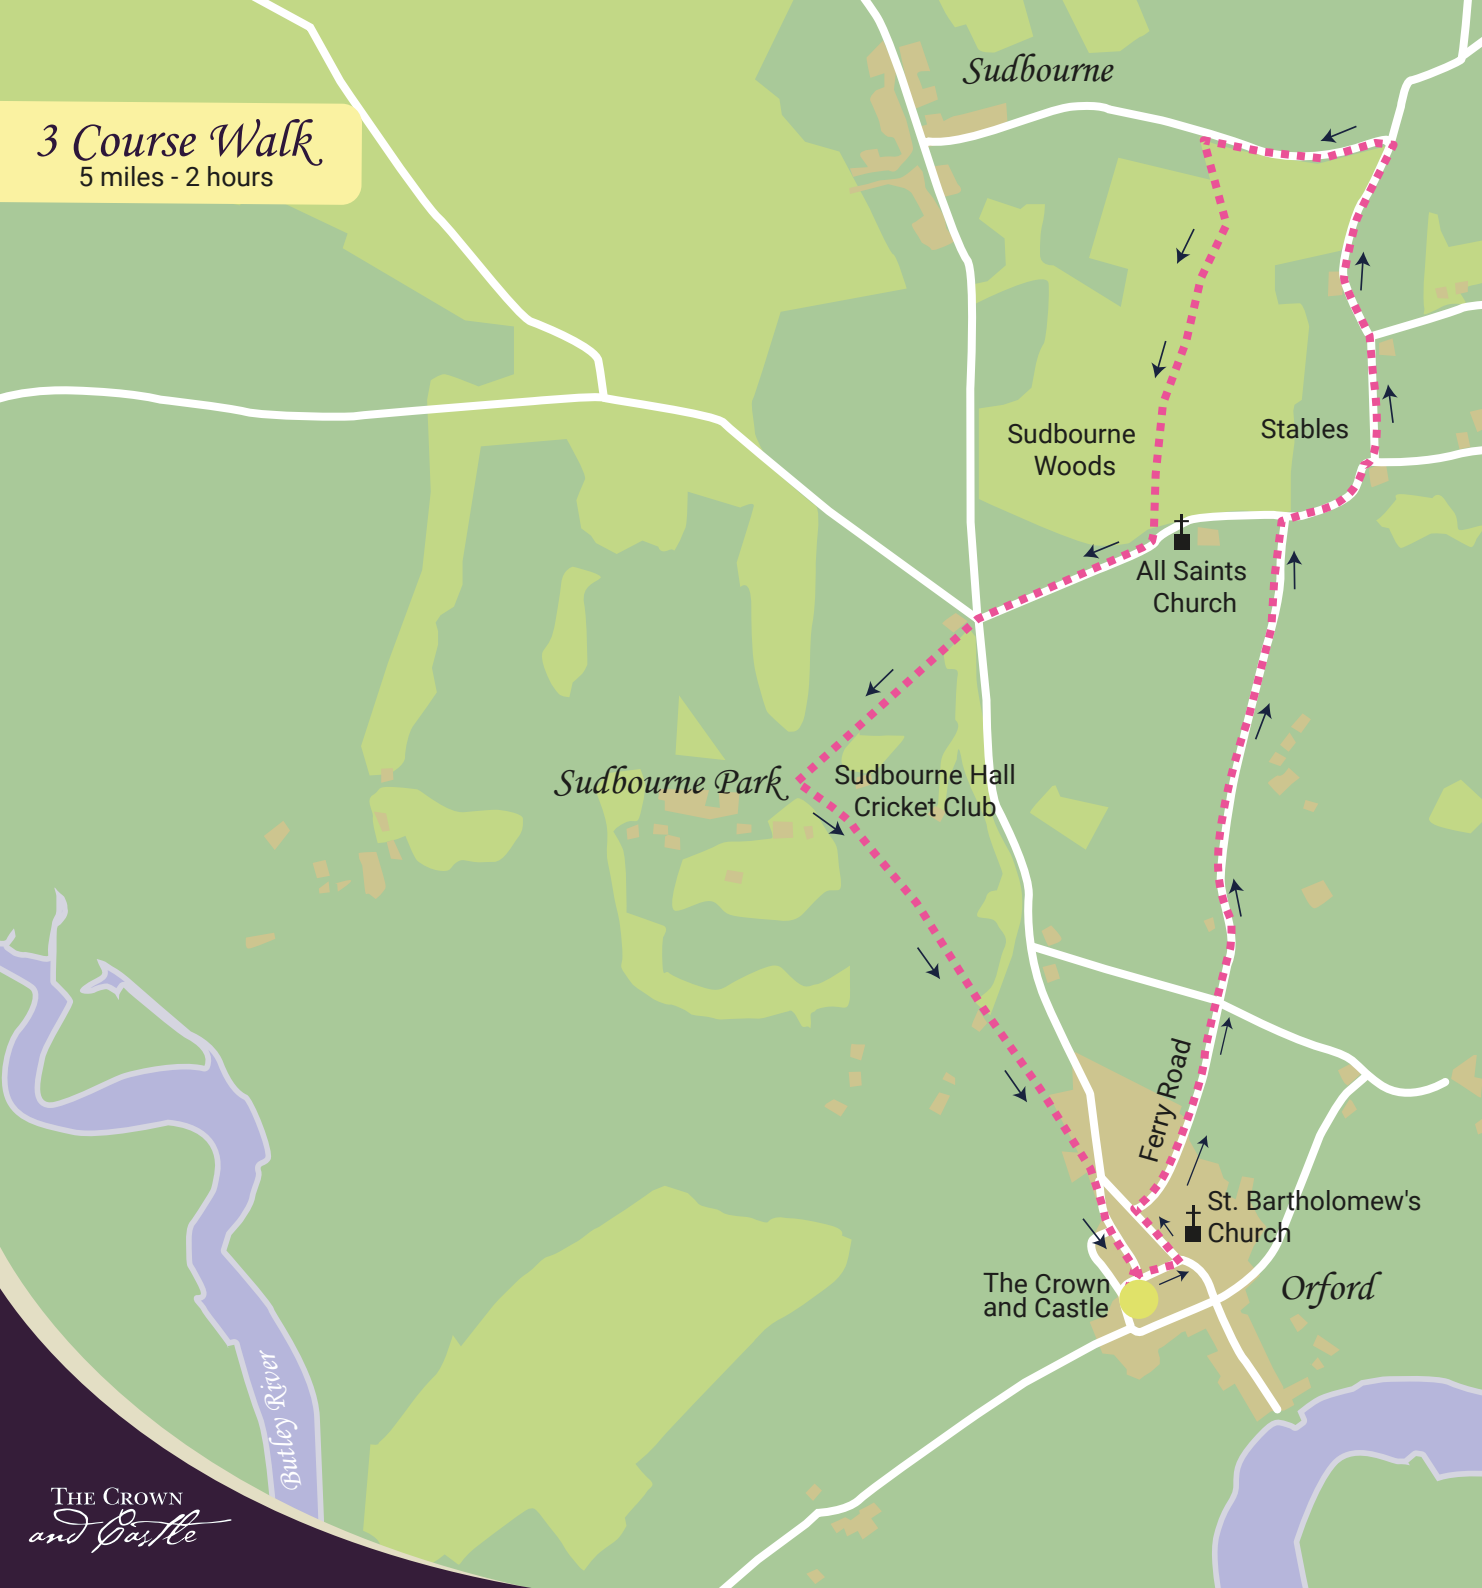 Sudbourne
3 Course Walk
5 miles - 2 hours
Sudbourne
Woods
Stables
All Saints
Church
Sudbourne Park
Sudbourne Hall
Cricket Club
Ferry Road
St. Bartholomew's
Church
The Crown
and Castle
Orford
Butley River
The Crown
and Castle